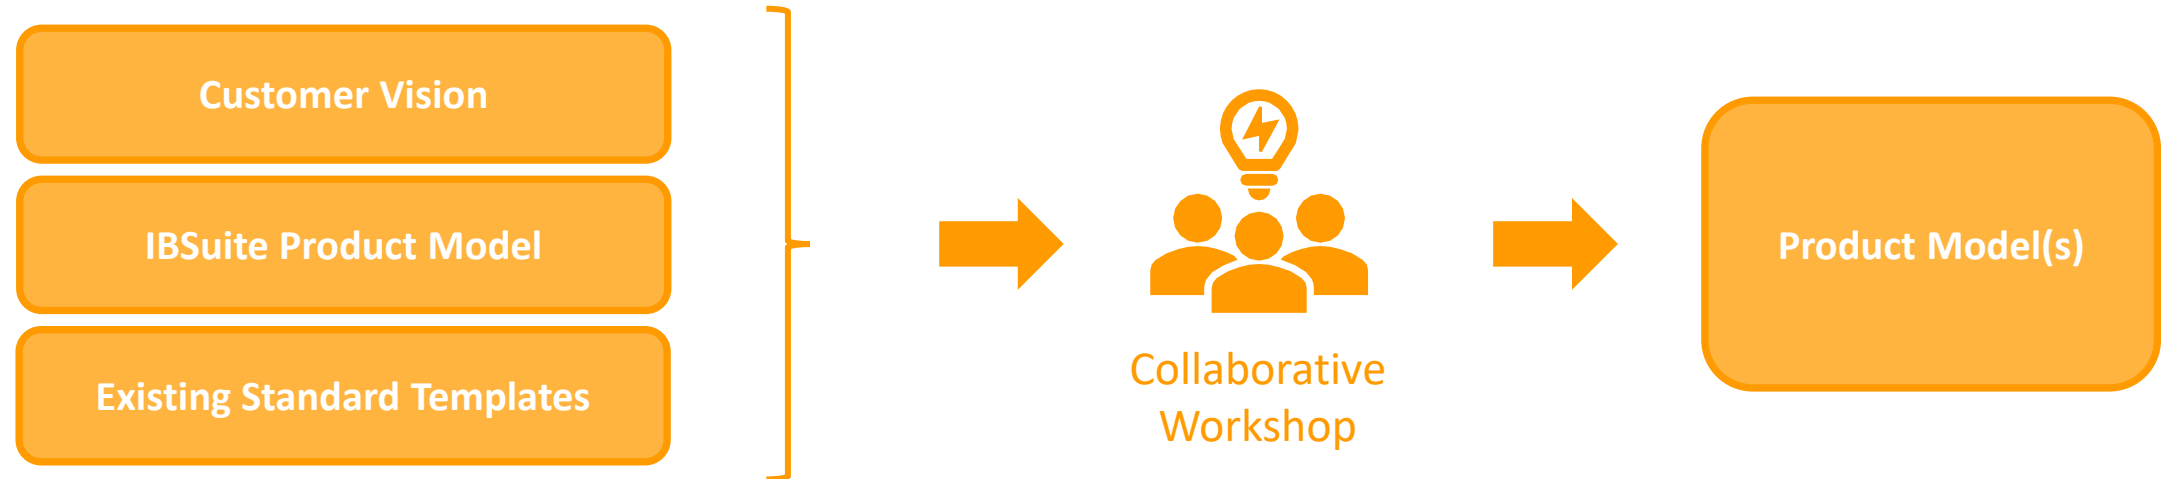 Customer Vision
IBSuite Product Model
Existing Standard Templates
Collaborative
Workshop
Product Model(s)